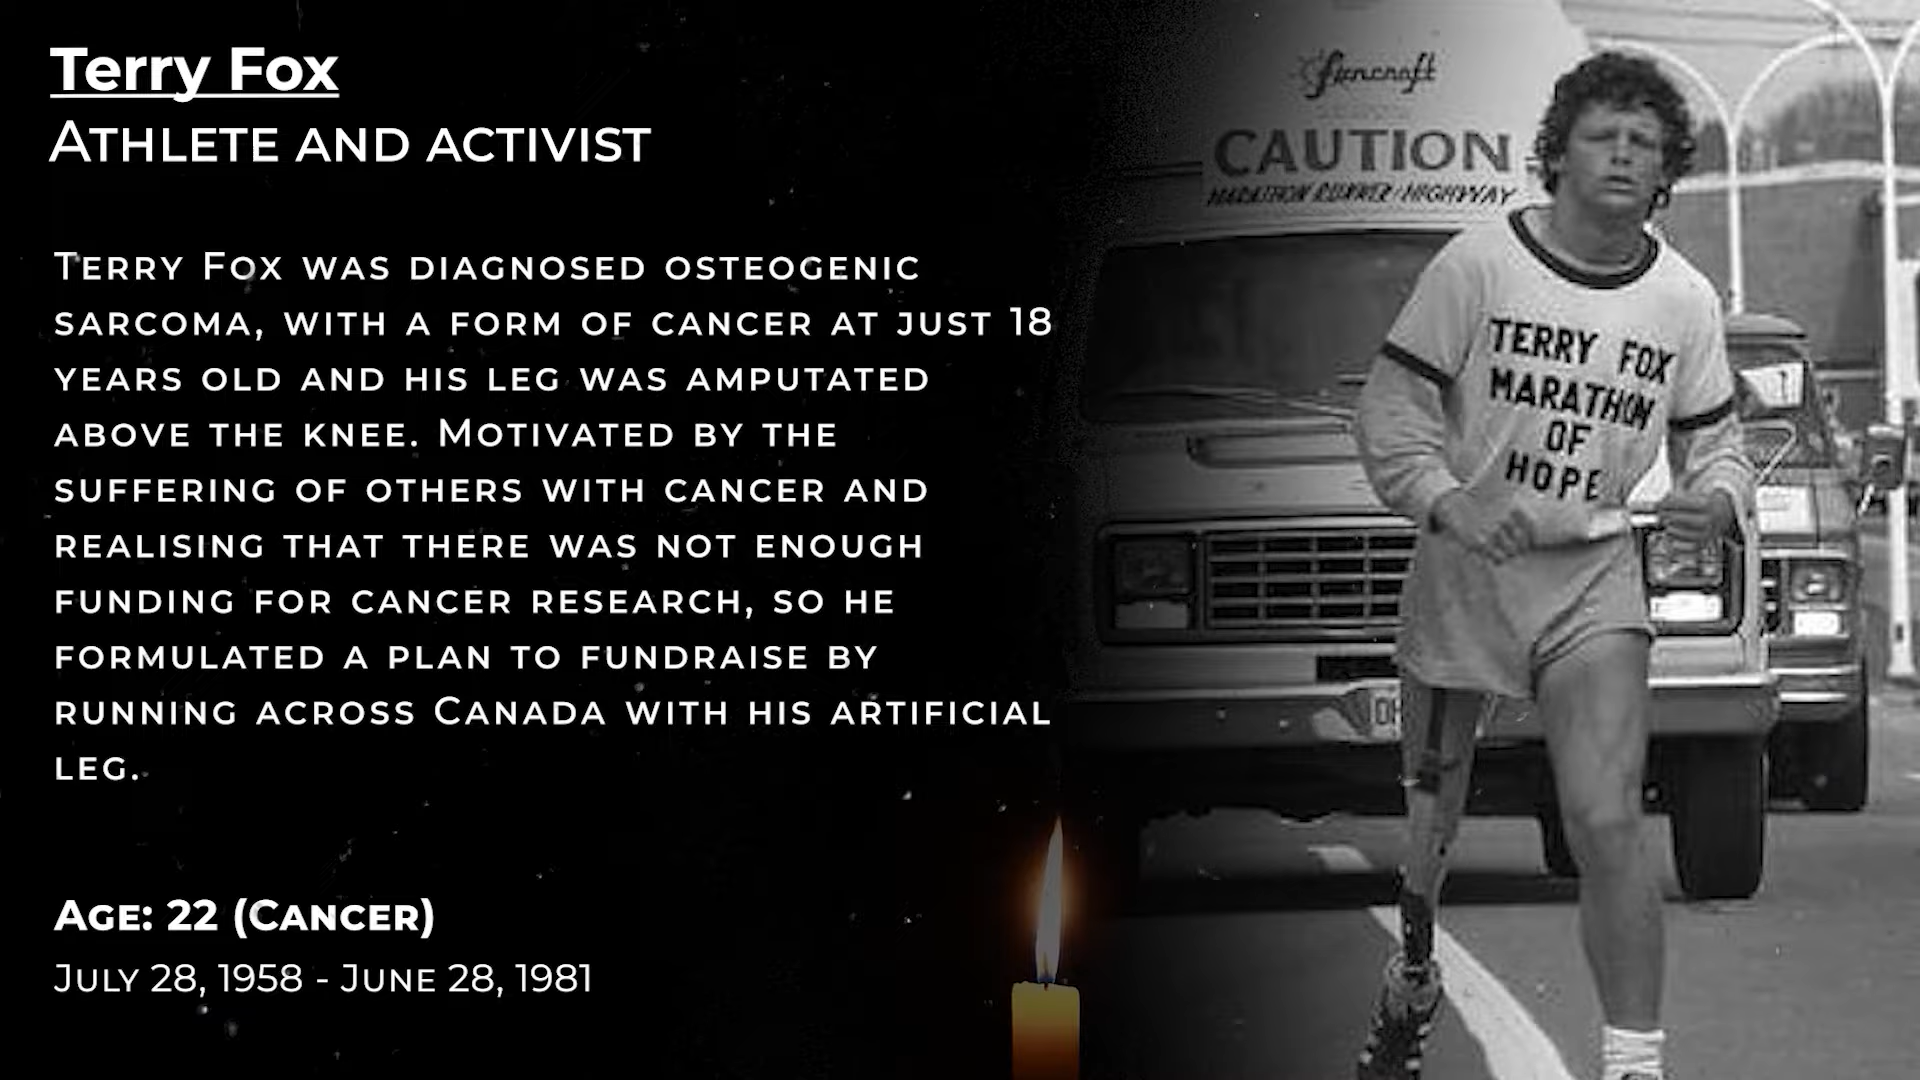 Terry Fox
Athlete and activist
Terry Fox was diagnosed osteogenic
sarcoma, with a form of cancer at just 18
years old and his leg was amputated
above the knee. Motivated by the
suffering of others with cancer and
realising that there was not enough
funding for cancer research, so he
formulated a plan to fundraise by
running across Canada with his artificial
leg.
Age: 22 (Cancer)
July 28, 1958 - June 28, 1981
CAUTION
MARATHON RUNNER/HIGHWAY
TERRY FOX
MARATHON
OF
HOPE